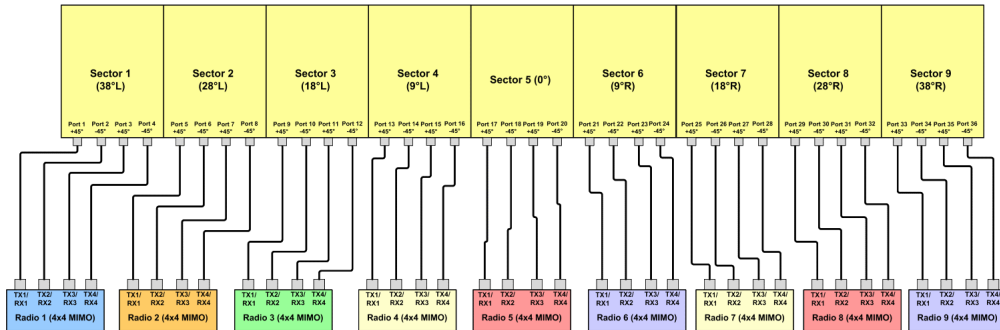 Sector 1
(38°L)
Sector 2
(28°L)
Sector 3
(18°L)
Sector 4
(9°L)
Sector 5 (0°)
Sector 6
(9°R)
Sector 7
(18°R)
Sector 8
(28°R)
Sector 9
(38°R)
Port 1 Port 2 Port 3 Port 4 Port 5 Port 6 Port 7 Port 8 Port 9 Port 10 Port 11 Port 12 Port 13 Port 14 Port 15 Port 16 Port 17 Port 18 Port 19 Port 20 Port 21 Port 22 Port 23 Port 24 Port 25 Port 26 Port 27 Port 28 Port 29 Port 30 Port 31 Port 32 Port 33 Port 34 Port 35 Port 36
+45° -45° +45° -45° +45° -45° +45° -45° +45° -45° +45° -45° +45° -45° +45° -45° +45° -45° +45° -45° +45° -45° +45° -45° +45° -45° +45° -45° +45° -45° +45° -45° +45° -45° +45° -45°
TX1/ TX2/ TX3/ TX4/
RX1 RX2 RX3 RX4
Radio 1 (4x4 MIMO)
TX1/ TX2/ TX3/ TX4/
RX1 RX2 RX3 RX4
Radio 2 (4x4 MIMO)
TX1/ TX2/ TX3/ TX4/
RX1 RX2 RX3 RX4
Radio 3 (4x4 MIMO)
TX1/ TX2/ TX3/ TX4/
RX1 RX2 RX3 RX4
Radio 4 (4x4 MIMO)
TX1/ TX2/ TX3/ TX4/
RX1 RX2 RX3 RX4
Radio 5 (4x4 MIMO)
TX1/ TX2/ TX3/ TX4/
RX1 RX2 RX3 RX4
Radio 6 (4x4 MIMO)
TX1/ TX2/ TX3/ TX4/
RX1 RX2 RX3 RX4
Radio 7 (4x4 MIMO)
TX1/ TX2/ TX3/ TX4/
RX1 RX2 RX3 RX4
Radio 8 (4x4 MIMO)
TX1/ TX2/ TX3/ TX4/
RX1 RX2 RX3 RX4
Radio 9 (4x4 MIMO)